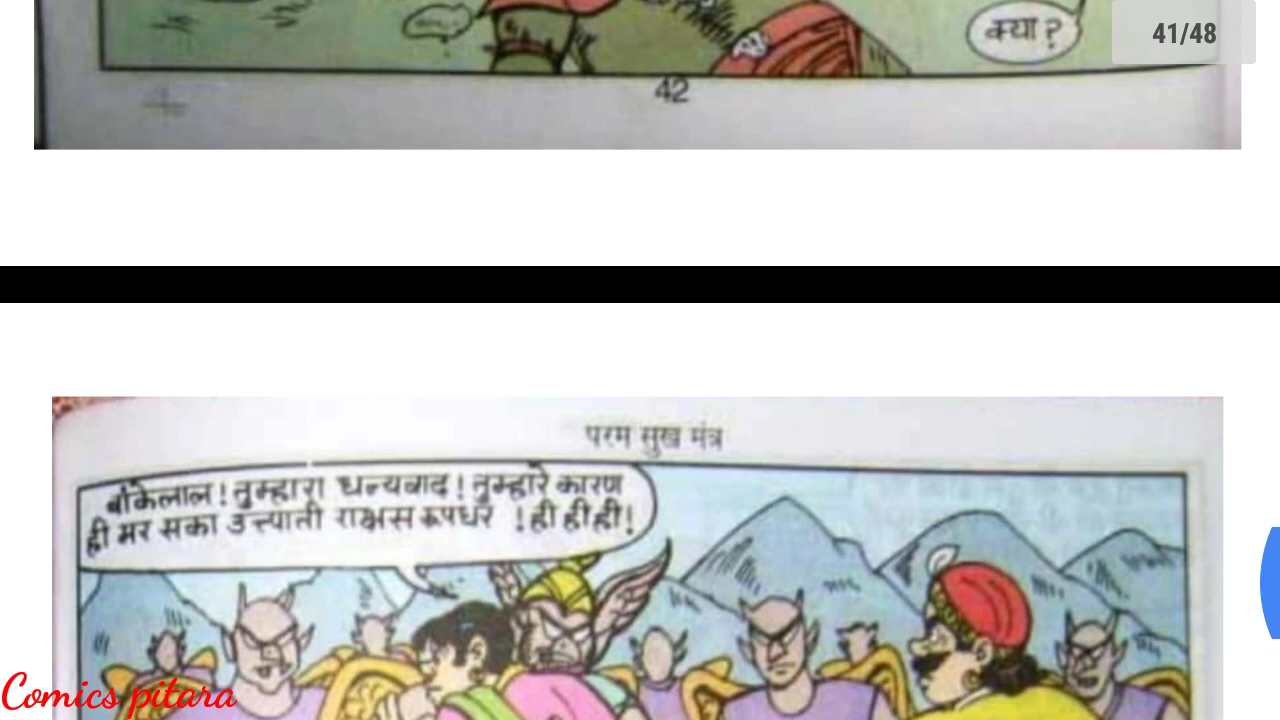 क्या ?
41/48
42
परम सुख मंत्र
बांकेलाल ! तुम्हारा धन्यवाद ! तुम्हारे कारण
ही मर सका उत्त्पाती राक्षस रूपधर ! ही ही ही !
Comics pitara